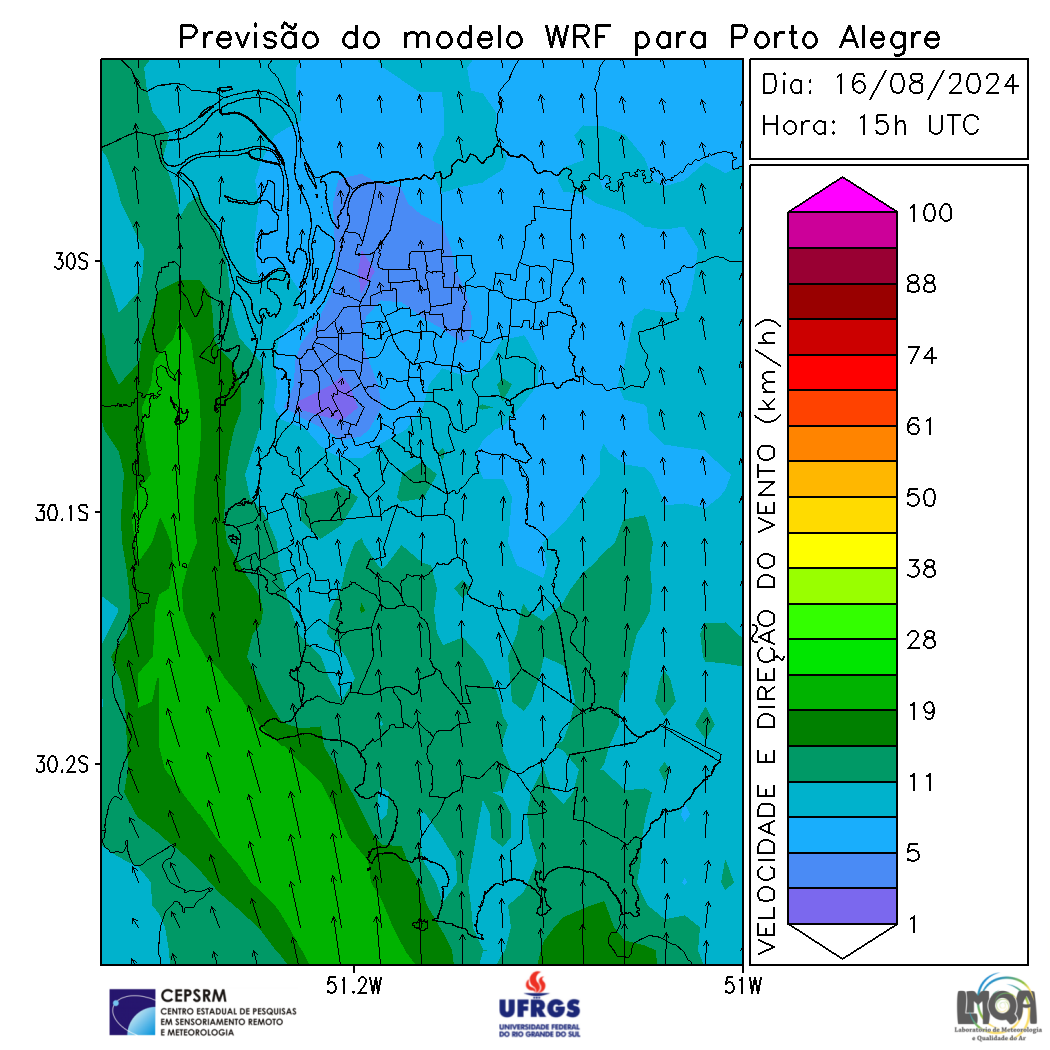 Previsão do modelo WRF para Porto Alegre
Dia: 16/08/2024
Hora: 15h UTC
30S
30.1S
30.2S
51.2W
51W
VELOCIDADE E DIREÇÃO DO VENTO (km/h)
100
88
74
61
50
38
28
19
11
5
1
CEPSRM
CENTRO ESTADUAL DE PESQUISAS
EM SENSORIAMENTO REMOTO
E METEOROLOGIA
UFRGS
UNIVERSIDADE FEDERAL
DO RIO GRANDE DO SUL
LMQA
Laboratório de Meteorologia
e Qualidade do Ar